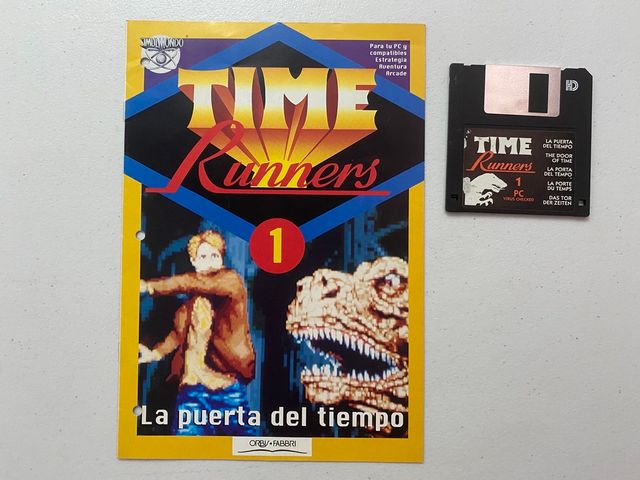 SIMULMONDO
Para tu PC y
compatibles
Estrategia
Aventura
Arcade
TIME
Runners
1
La puerta del tiempo
ORBIS • FABBRI
HD
TIME
Runners
1
PC
VIRUS CHECKED
LA PUERTA
DEL TIEMPO
THE DOOR
OF TIME
LA PORTA
DEL TEMPO
LA PORTE
DU TEMPS
DAS TOR
DER ZEITEN